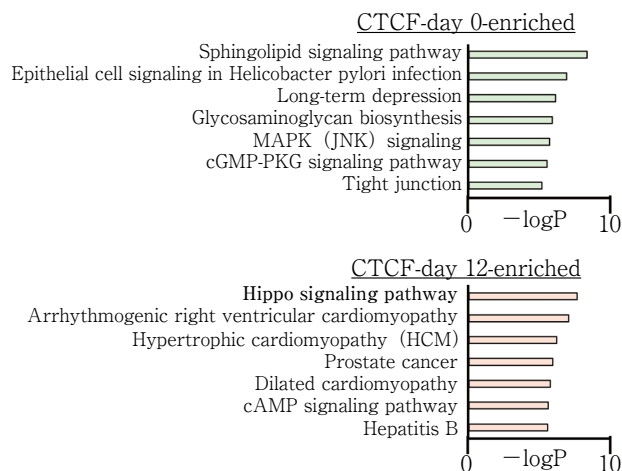 CTCF-day 0-enriched
Sphingolipid signaling pathway
Epithelial cell signaling in Helicobacter pylori infection
Long-term depression
Glycosaminoglycan biosynthesis
MAPK (JNK) signaling
cGMP-PKG signaling pathway
Tight junction
0 −logP 10
CTCF-day 12-enriched
Hippo signaling pathway
Arrhythmogenic right ventricular cardiomyopathy
Hypertrophic cardiomyopathy (HCM)
Prostate cancer
Dilated cardiomyopathy
cAMP signaling pathway
Hepatitis B
0 −logP 10